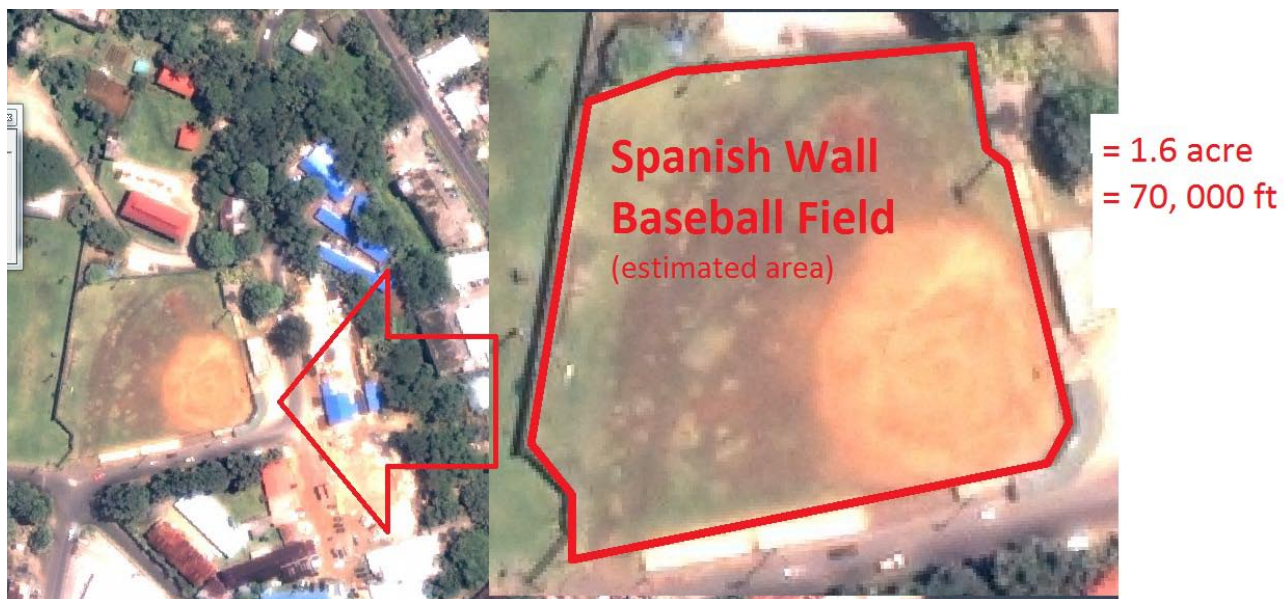 Spanish Wall
Baseball Field
(estimated area)
= 1.6 acre
= 70, 000 ft